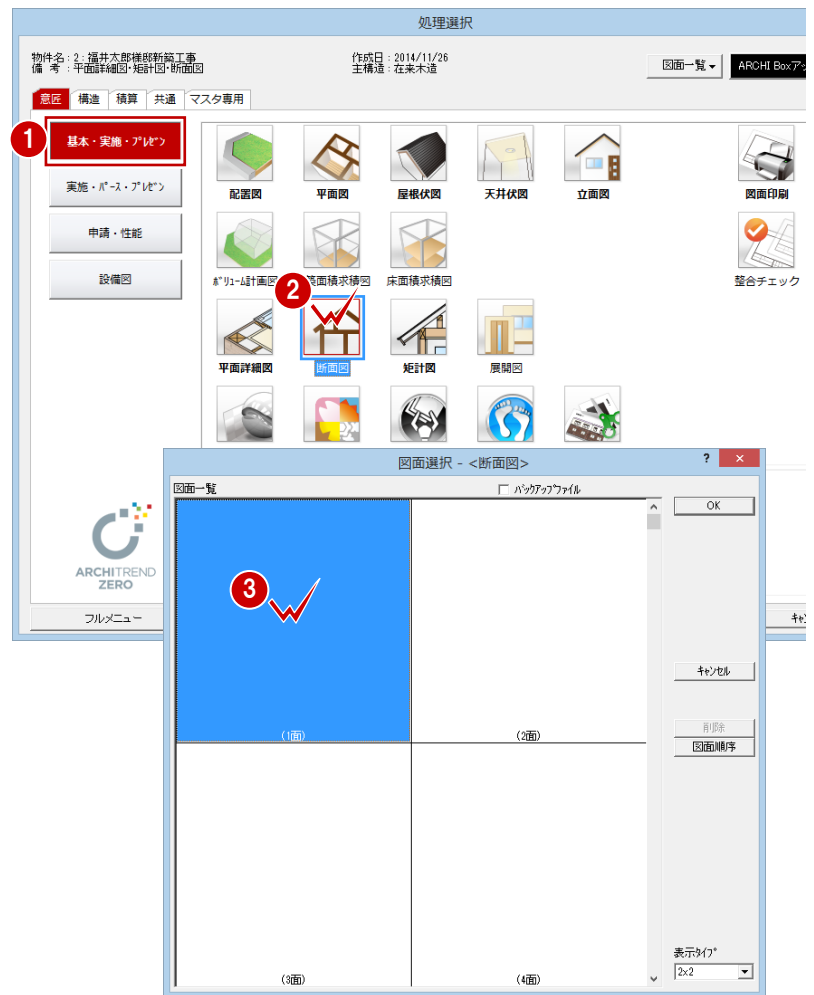 処理選択
物件名：2：福井太郎様邸新築工事
備　考　：平面詳細図・矩計図・断面図
作成日：2014/11/26
主構造：在来木造
図面一覧
ARCHI Boxア
意匠 構造 積算 共通 マスタ専用
1
基本・実施・ﾌﾟﾚｾﾞﾝ
実施・ﾊﾟｰｽ・ﾌﾟﾚｾﾞﾝ
申請・性能
設備図
配置図 平面図 屋根伏図 天井伏図 立面図 図面印刷
ﾎﾞﾘｭｰﾑ計画図 面積求積図 床面積求積図 整合チェック
2
平面詳細図 断面図 矩計図 展開図
ARCHITREND
ZERO
フルメニュー
ｷｬ
図面選択 - <断面図>
? ×
図面一覧
ﾊﾞｯｸｱｯﾌﾟﾌｧｲﾙ
OK
3
ｷｬﾝｾﾙ
削除
図面順序
(1面) (2面)
(3面) (4面)
表示ﾀｲﾌﾟ
2×2